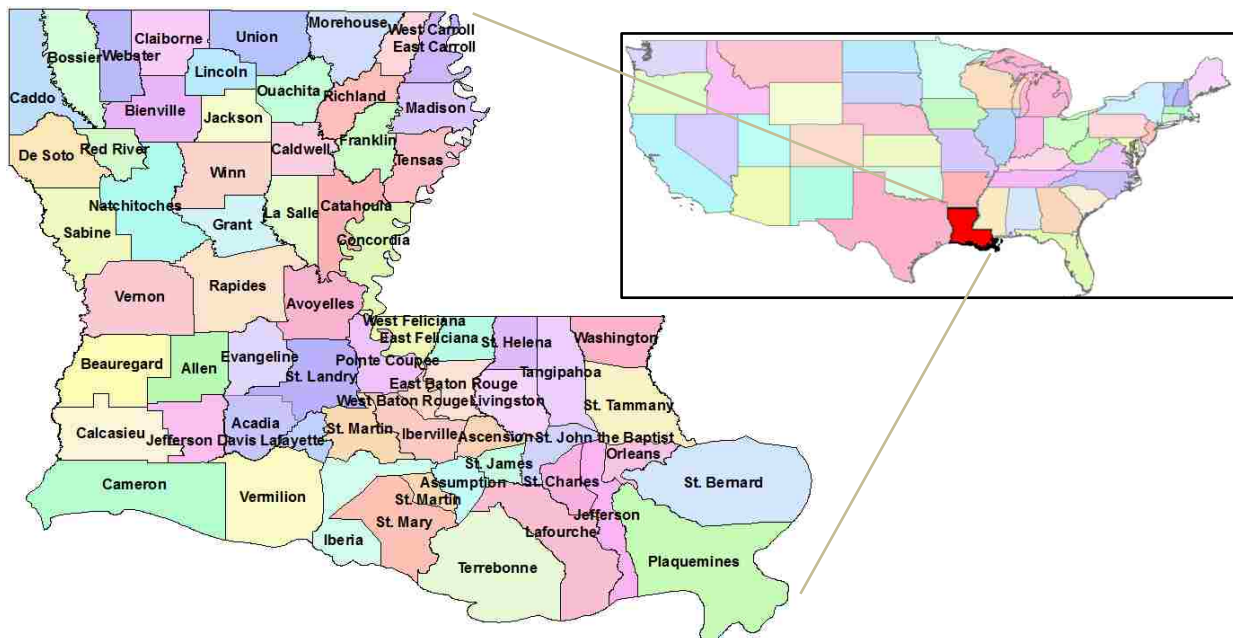 Morehouse
West Carroll
Claiborne
Union
East Carroll
Webster
Bossier
Lincoln
Ouachita
Richland
Caddo
Madison
Bienville
Jackson
Franklin
Red River
De Soto
Caldwell
Tensas
Winn
Natchitoches
La Salle
Catahoula
Grant
Sabine
Concordia
Rapides
Vernon
Avoyelles
West Feliciana
East Feliciana
St. Helena
Washington
Evangeline
Pointe Coupee
Beauregard
Allen
Tangipahoa
St. Landry
East Baton Rouge
West Baton Rouge
Livingston
St. Tammany
Acadia
Calcasieu
Jefferson Davis
Lafayette
St. Martin
Iberville
Ascension
St. John the Baptist
Orleans
St. James
Cameron
Vermilion
Assumption
St. Charles
St. Bernard
St. Martin
Jefferson
St. Mary
Lafourche
Iberia
Plaquemines
Terrebonne